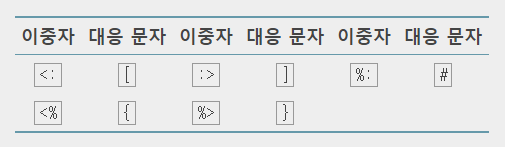 이중자 대응 문자 이중자 대응 문자 이중자 대응 문자
<: [ :> ] %: #
<% { %> }